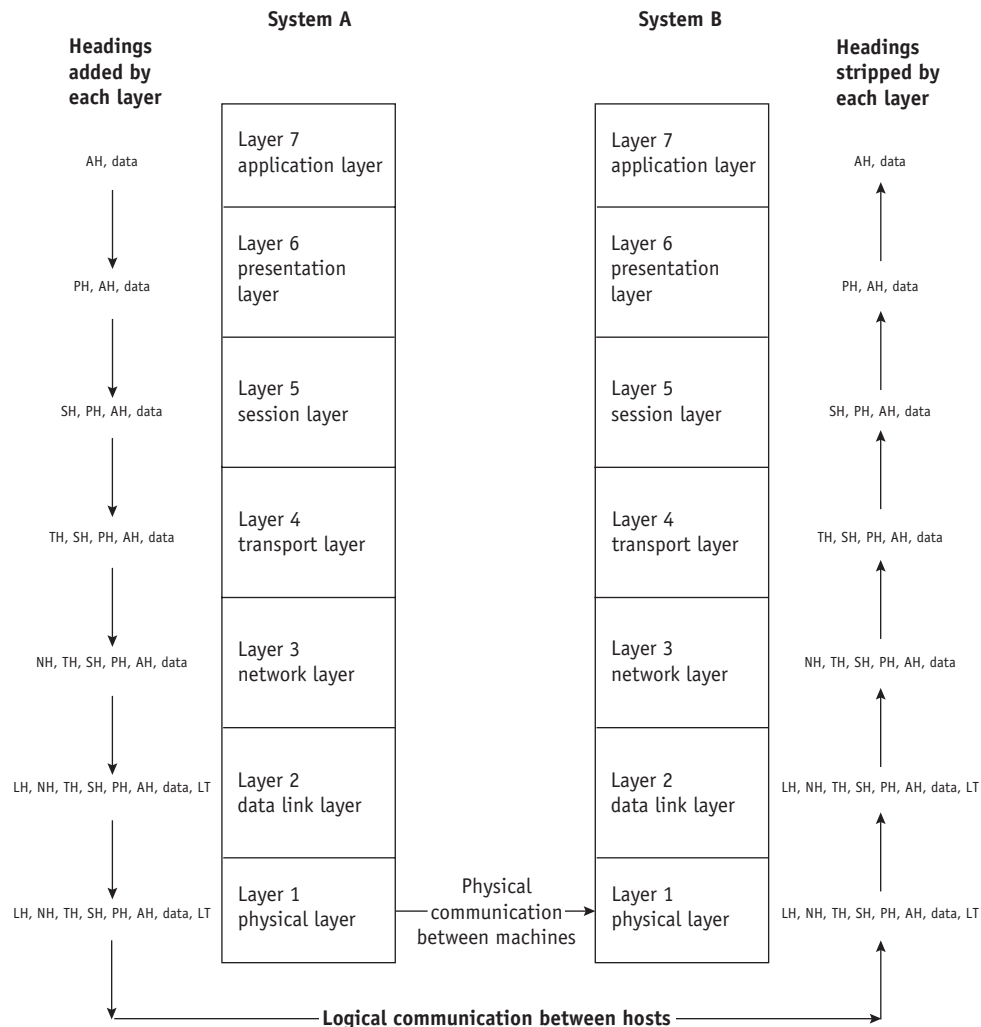 System A
System B
Headings
added by
each layer
Headings
stripped by
each layer
AH, data
PH, AH, data
SH, PH, AH, data
TH, SH, PH, AH, data
NH, TH, SH, PH, AH, data
LH, NH, TH, SH, PH, AH, data, LT
LH, NH, TH, SH, PH, AH, data, LT
Layer 7
application layer
Layer 6
presentation
layer
Layer 5
session layer
Layer 4
transport layer
Layer 3
network layer
Layer 2
data link layer
Layer 1
physical layer
Physical
communication
between machines
Layer 7
application layer
Layer 6
presentation
layer
Layer 5
session layer
Layer 4
transport layer
Layer 3
network layer
Layer 2
data link layer
Layer 1
physical layer
AH, data
PH, AH, data
SH, PH, AH, data
TH, SH, PH, AH, data
NH, TH, SH, PH, AH, data
LH, NH, TH, SH, PH, AH, data, LT
LH, NH, TH, SH, PH, AH, data, LT
Logical communication between hosts